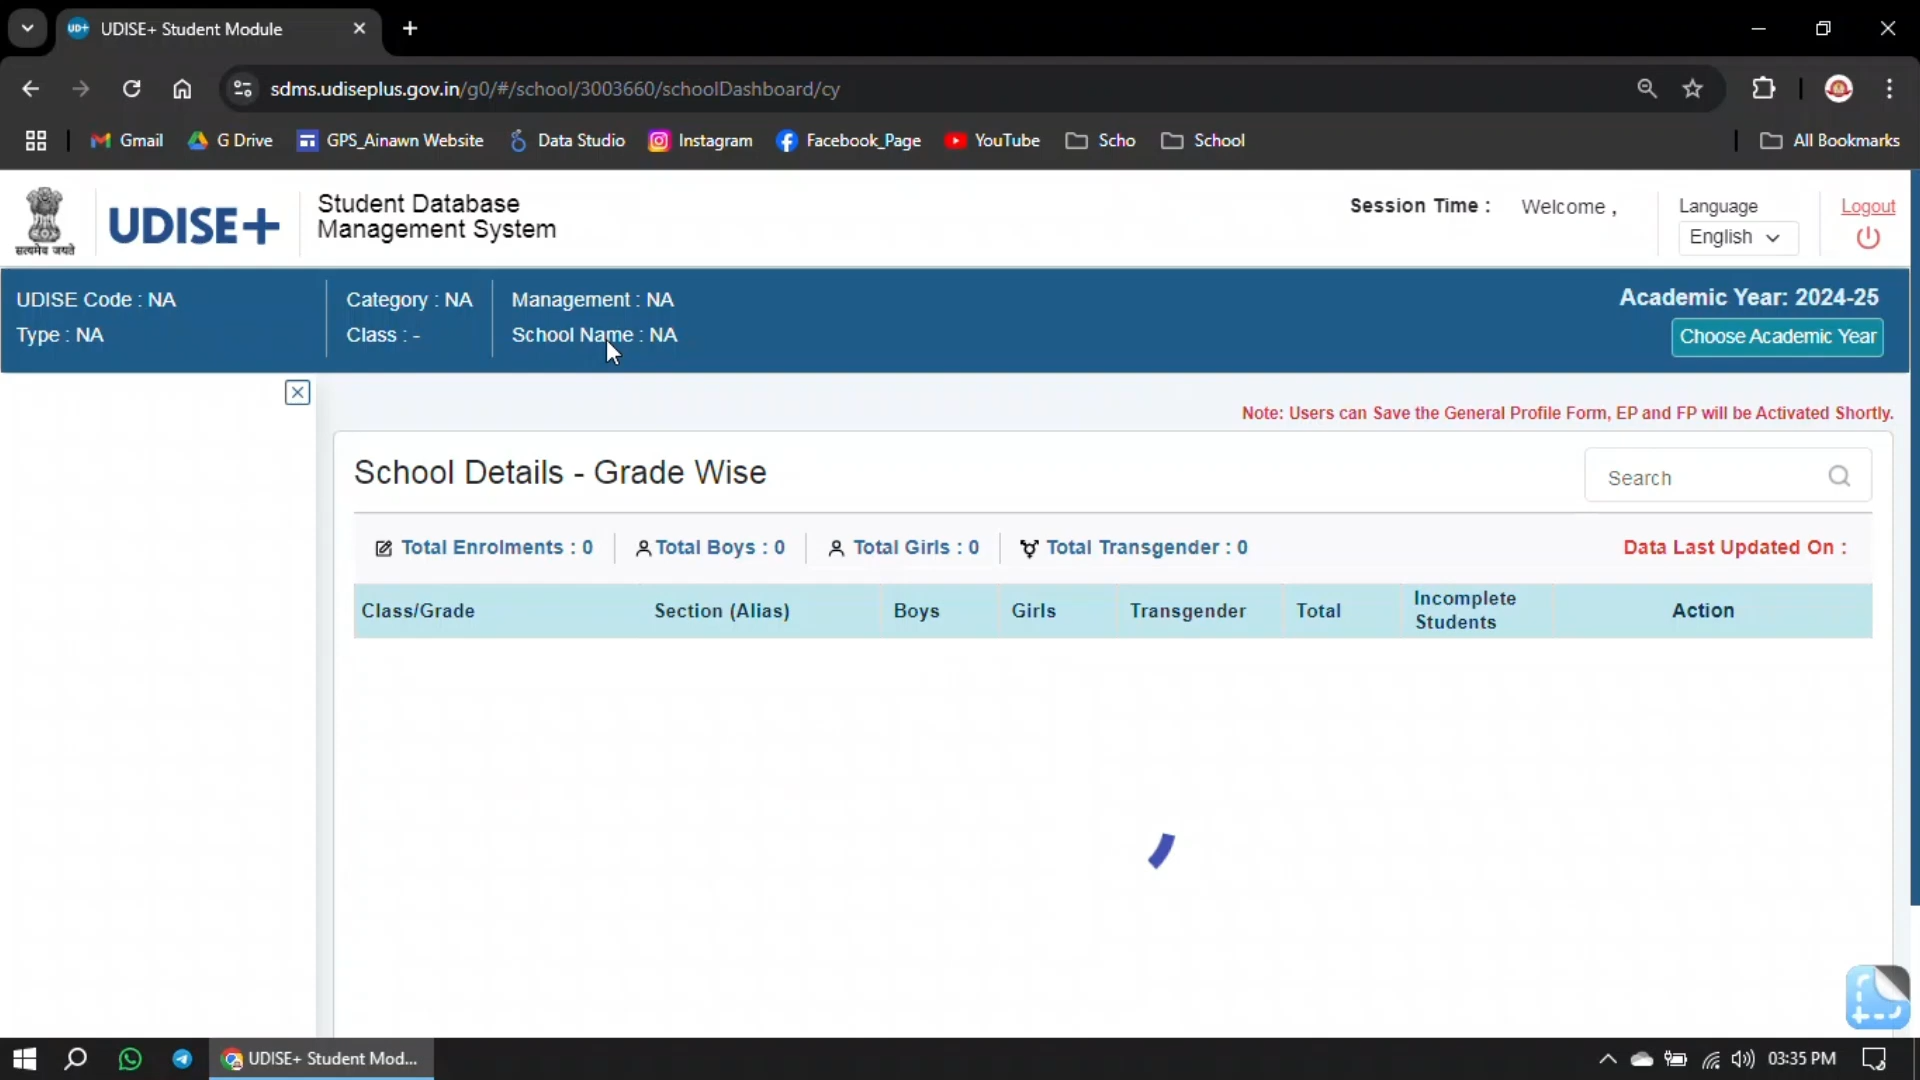 UDISE+ Student Module
sdms.udiseplus.gov.in/g0/#/school/3003660/schoolDashboard/cy
Gmail
G Drive
GPS_Ainawn Website
Data Studio
Instagram
Facebook_Page
YouTube
Scho
School
All Bookmarks
सत्यमेव जयते
UDISE+
Student Database
Management System
Session Time :
Welcome ,
Language
English
Logout
UDISE Code : NA
Type : NA
Category : NA
Class : -
Management : NA
School Name : NA
Academic Year: 2024-25
Choose Academic Year
Note: Users can Save the General Profile Form, EP and FP will be Activated Shortly.
School Details - Grade Wise
Search
Total Enrolments : 0
Total Boys : 0
Total Girls : 0
Total Transgender : 0
Data Last Updated On :
Class/Grade
Section (Alias)
Boys
Girls
Transgender
Total
Incomplete
Students
Action
UDISE+ Student Mod...
03:35 PM